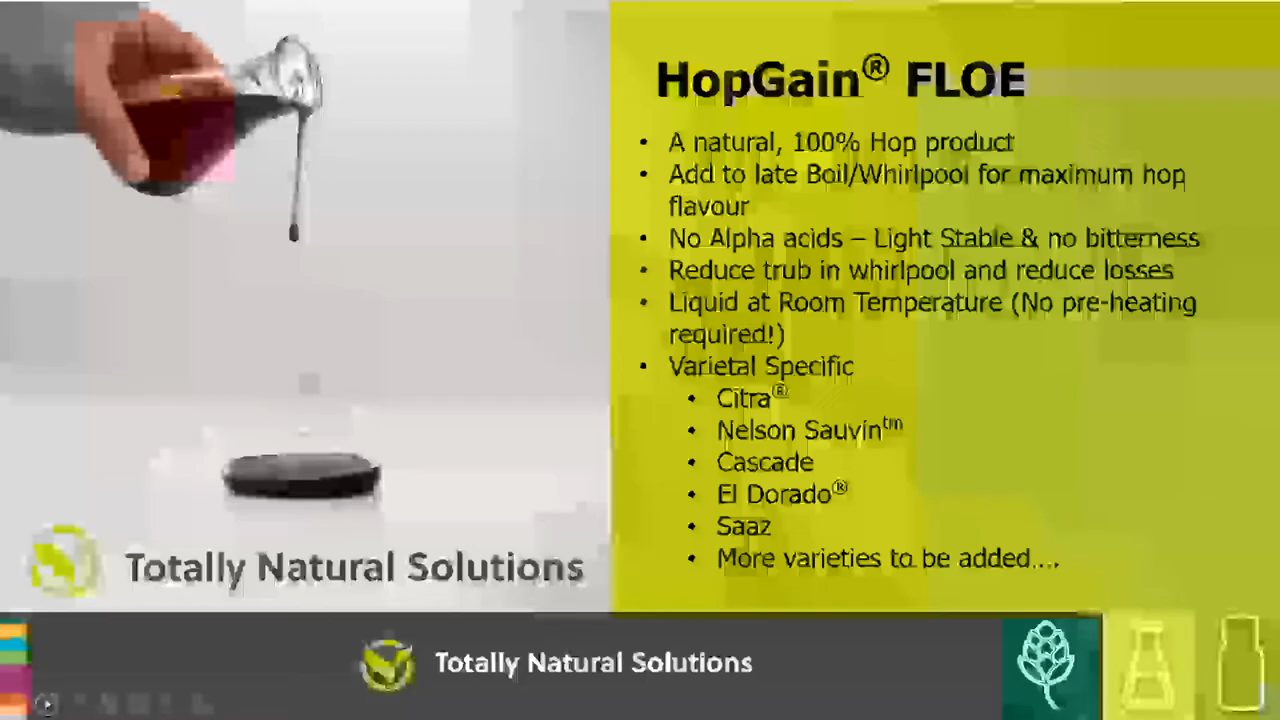 HopGain® FLOE
• A natural, 100% Hop product
• Add to late Boil/Whirlpool for maximum hop
flavour
• No Alpha acids – Light Stable & no bitterness
• Reduce trub in whirlpool and reduce losses
• Liquid at Room Temperature (No pre-heating
required!)
• Varietal Specific
• Citra®
• Nelson Sauvin™
• Cascade
• El Dorado®
• Saaz
• More varieties to be added....
Totally Natural Solutions
Totally Natural Solutions